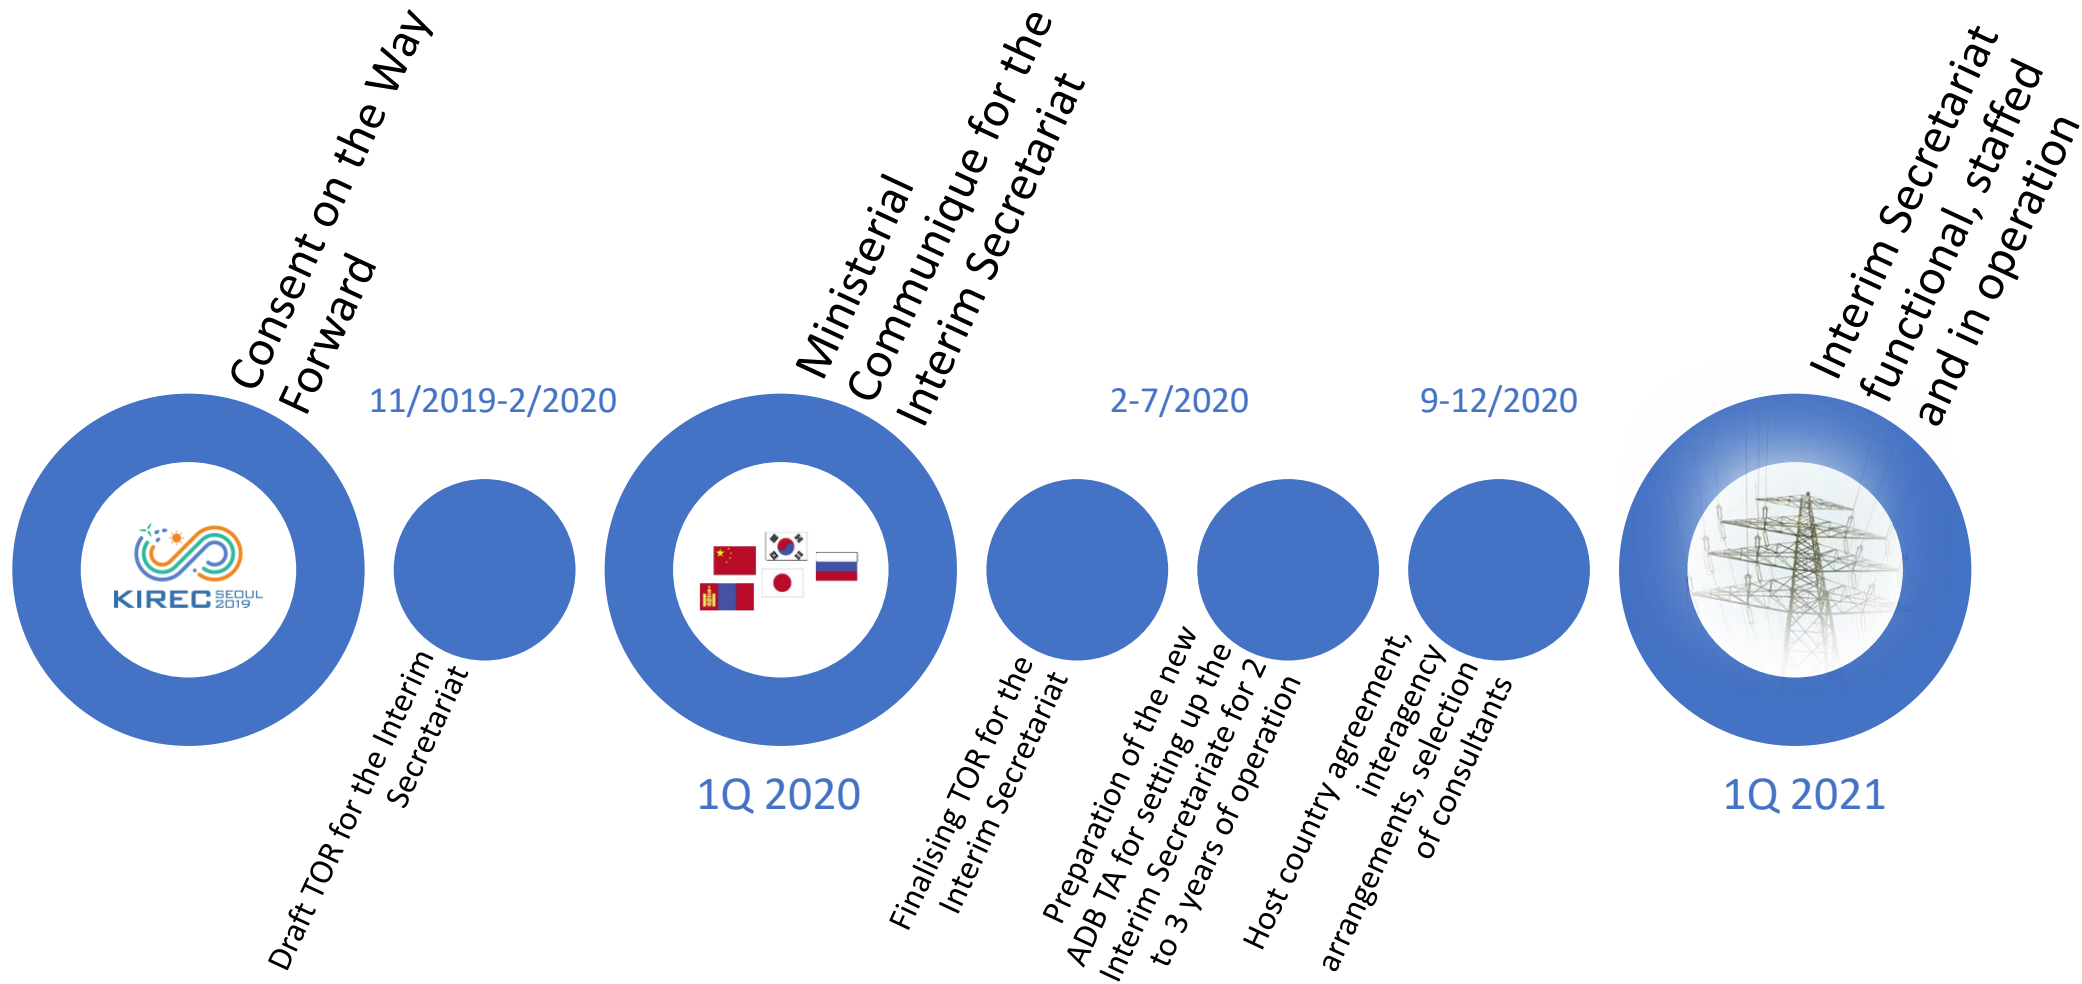 Consent on the Way
Forward
KIREC SEOUL
2019
11/2019-2/2020
Draft TOR for the Interim
Secretariat
Ministerial
Communique for the
Interim Secretariat
1Q 2020
2-7/2020
Finalising TOR for the
Interim Secretariat
Preparation of the new
ADB TA for setting up the
Interim Secretariate for 2
to 3 years of operation
9-12/2020
Host country agreement,
interagency
arrangements, selection
of consultants
Interim Secretariat
functional, staffed
and in operation
1Q 2021